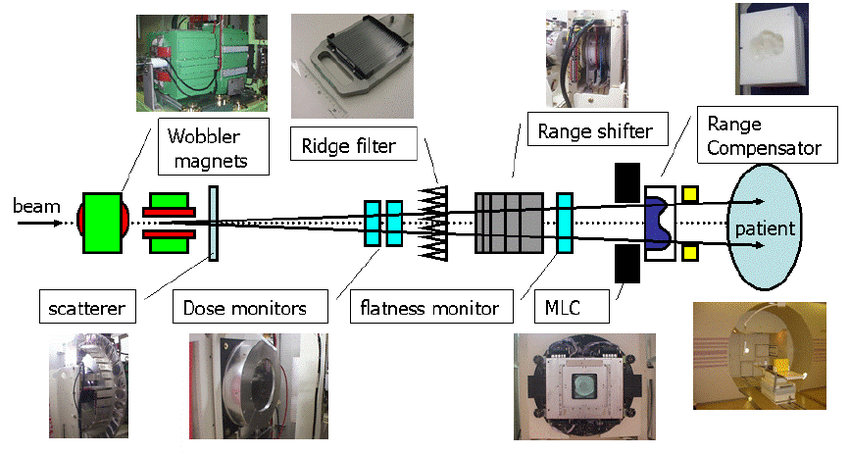 Wobbler
magnets
Ridge filter
Range shifter
Range
Compensator
beam
patient
scatterer
Dose monitors
flatness monitor
MLC